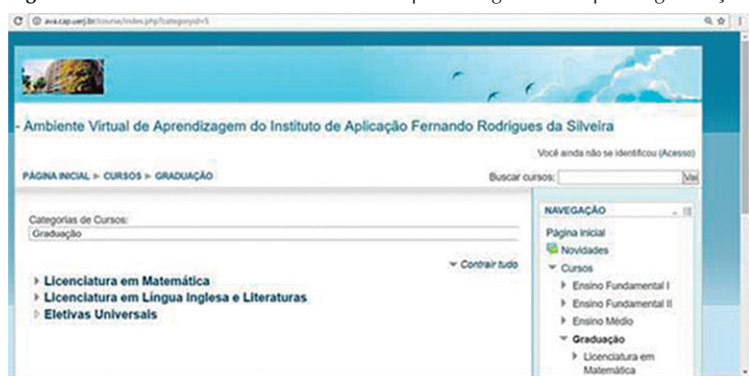 ava.cap.uerj.br/course/index.php?categoryid=5
- Ambiente Virtual de Aprendizagem do Instituto de Aplicação Fernando Rodrigues da Silveira
Você ainda não se identificou (Acesso)
PÁGINA INICIAL ► CURSOS ► GRADUAÇÃO
Buscar cursos:
Categorias de Cursos:
Graduação
Contrair tudo
Licenciatura em Matemática
Licenciatura em Língua Inglesa e Literaturas
Eletivas Universais
NAVEGAÇÃO
Página inicial
Novidades
Cursos
Ensino Fundamental I
Ensino Fundamental II
Ensino Médio
Graduação
Licenciatura em
Matemática